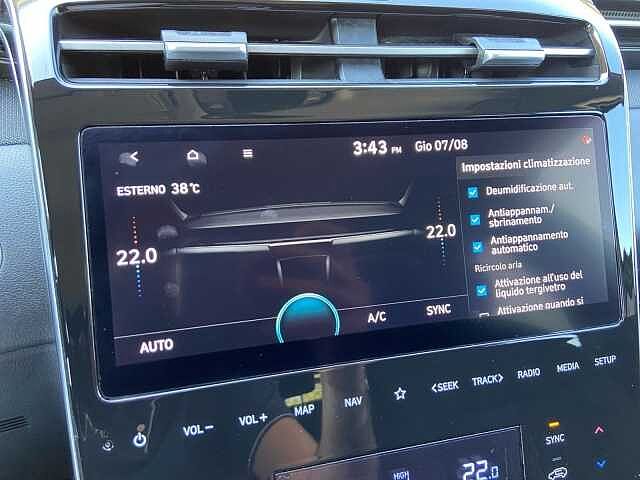 3:43 PM Gio 07/08
Impostazioni climatizzazione
ESTERNO 38°C
Deumidificazione aut.
Antiappannam./
sbrinamento
22.0
22.0
Antiappannamento
automatico
Ricircolo aria
Attivazione all'uso del
liquido tergivetro
Attivazione quando si
AUTO
A/C
SYNC
VOL−
VOL+
MAP
NAV
<SEEK
TRACK>
RADIO
MEDIA
SETUP
SYNC
HIGH
22.0